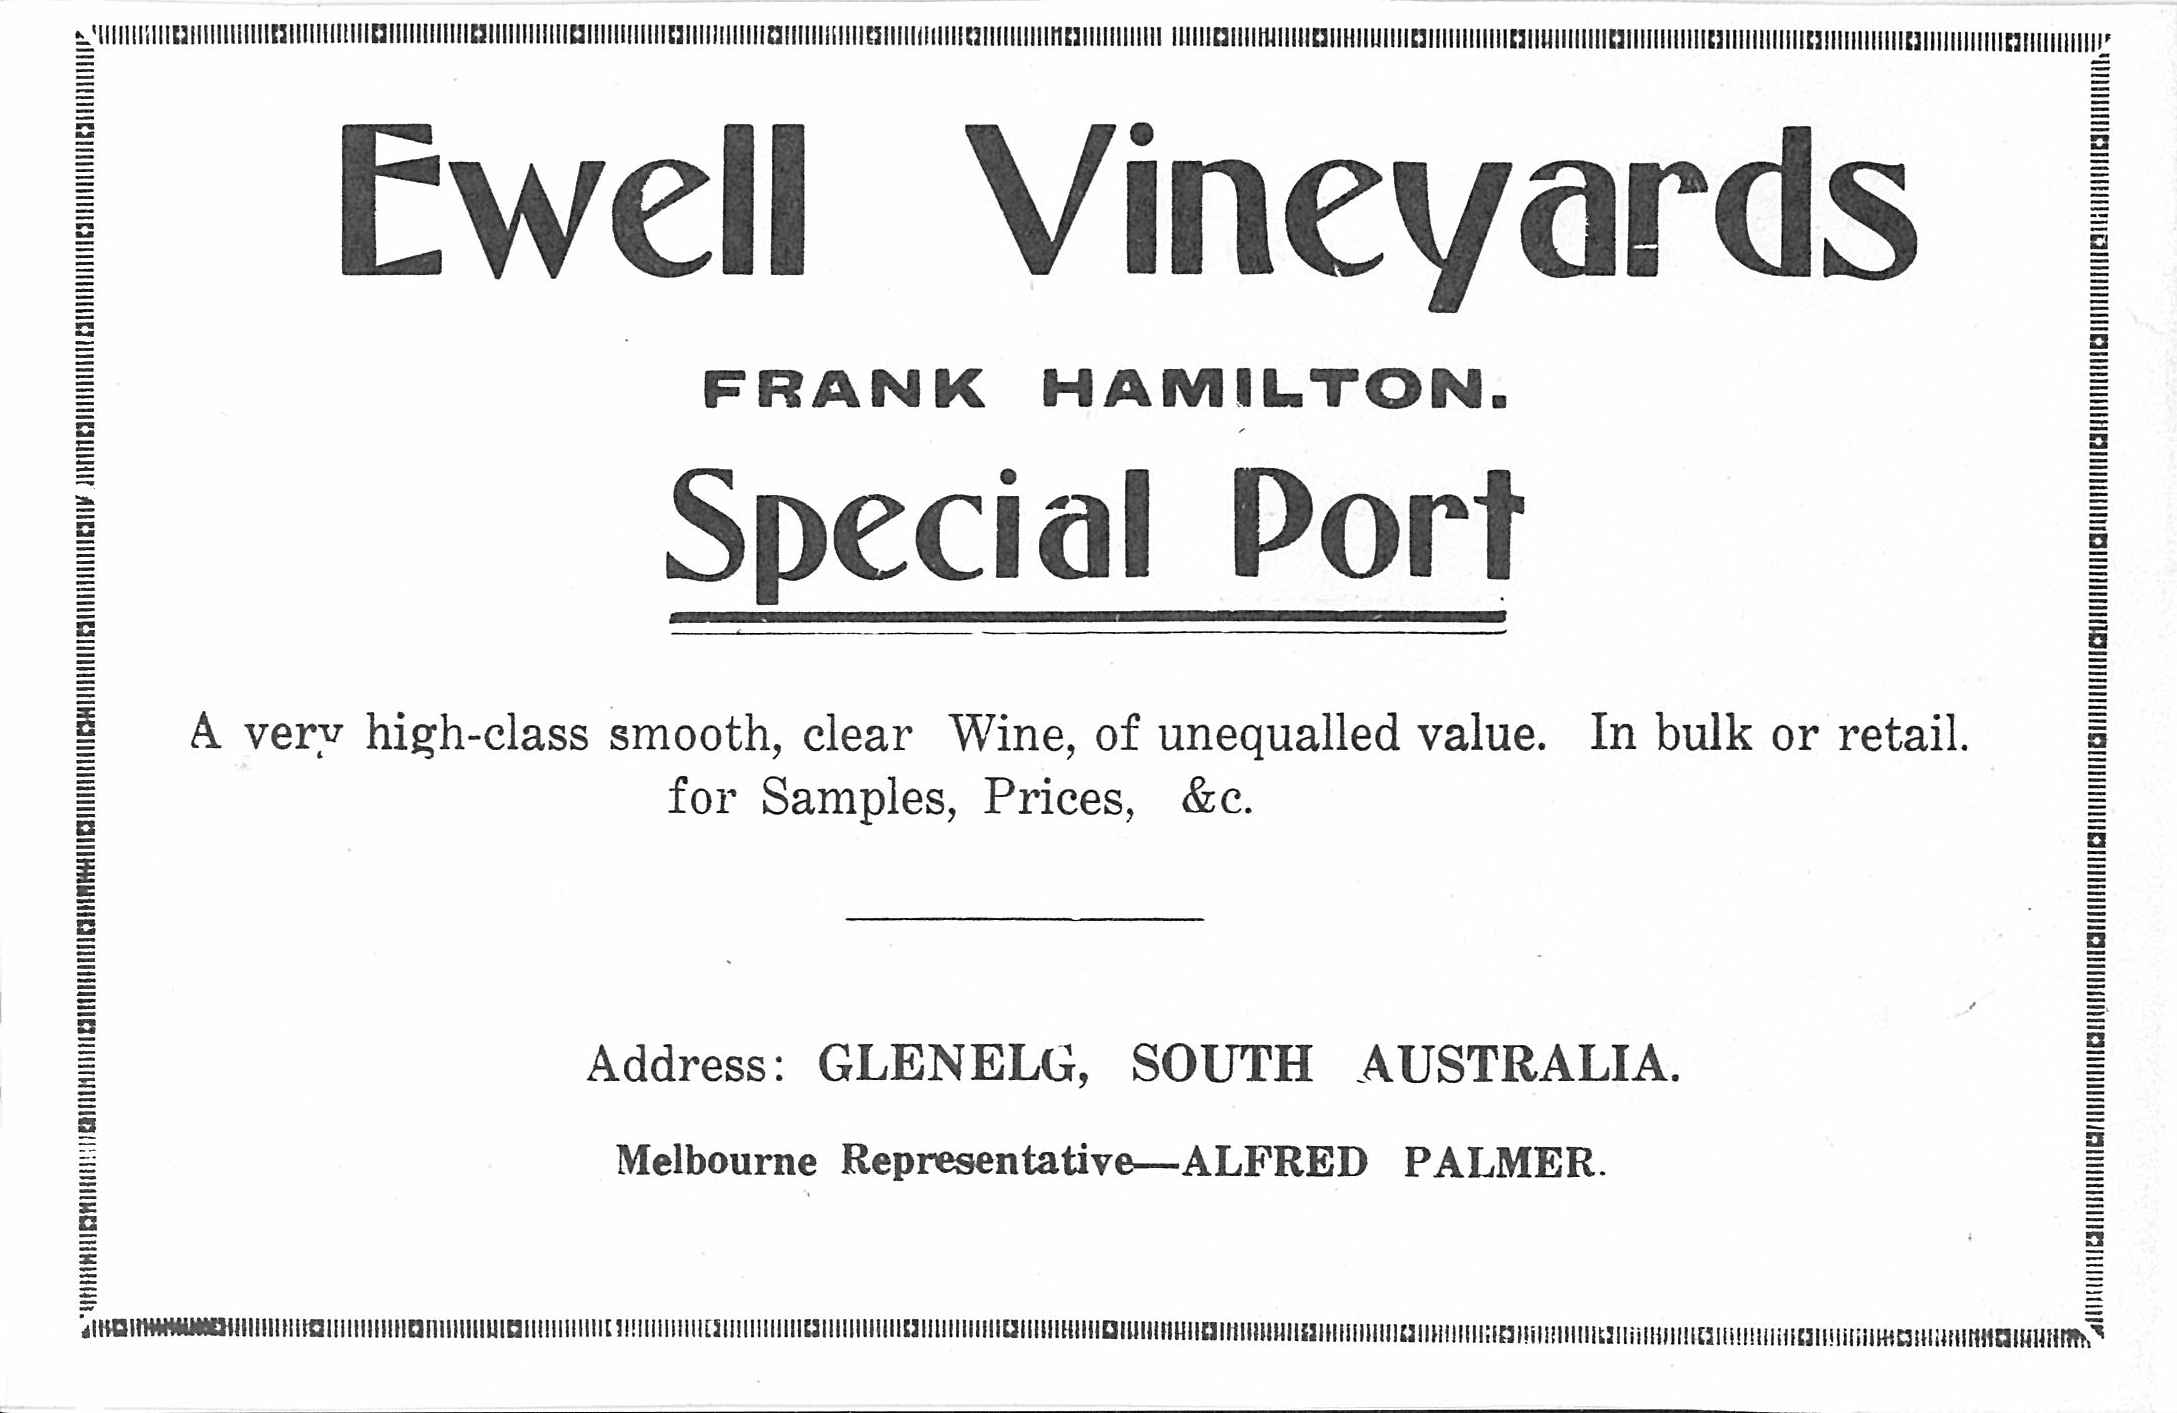 Ewell Vineyards
FRANK HAMILTON.
Special Port
A very high-class smooth, clear Wine, of unequalled value. In bulk or retail.
for Samples, Prices, &c.
Address: GLENELG, SOUTH AUSTRALIA.
Melbourne Representative—ALFRED PALMER.